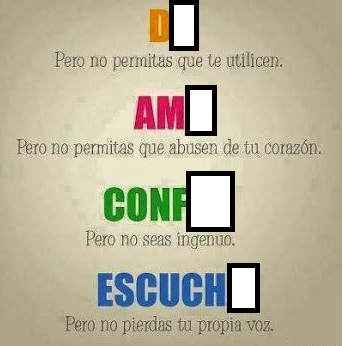 D
Pero no permitas que te utilicen.
AM
Pero no permitas que abusen de tu corazón.
CONF
Pero no seas ingenuo.
ESCUCH
Pero no pierdas tu propia voz.